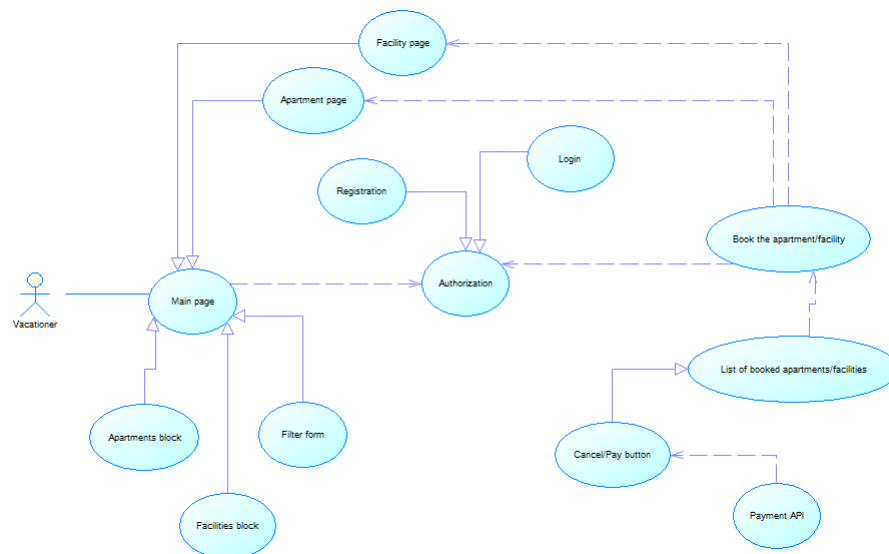 Facility page
Apartment page
Login
Registration
Book the apartment/facility
Authorization
Main page
Vacationer
List of booked apartments/facilities
Apartments block
Filter form
Cancel/Pay button
Facilities block
Payment API